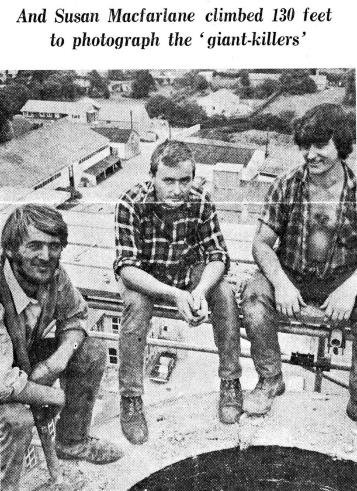 And Susan Macfarlane climbed 130 feet
to photograph the ‘giant-killers’